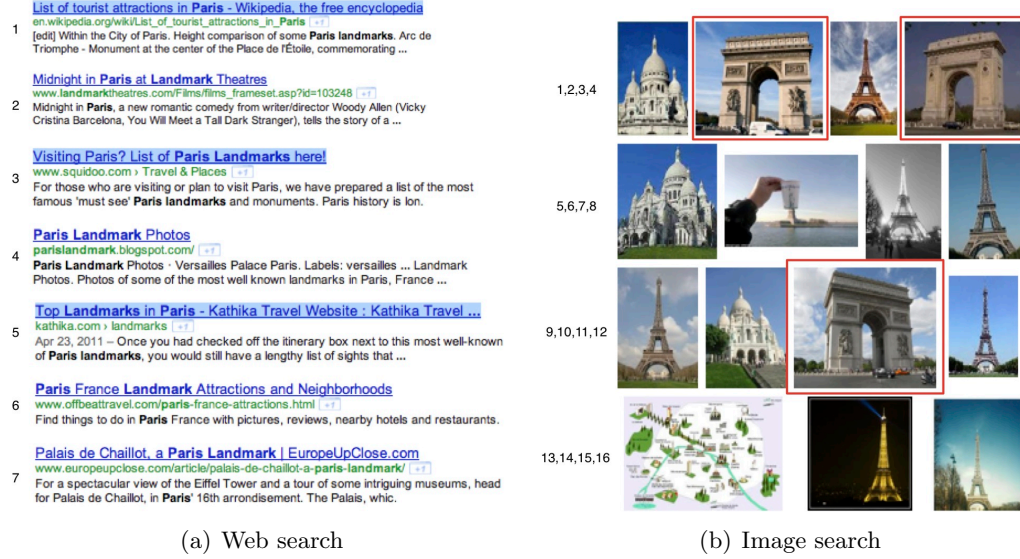 1
List of tourist attractions in Paris - Wikipedia, the free encyclopedia
en.wikipedia.org/wiki/List_of_tourist_attractions_in_Paris +1
[edit] Within the City of Paris. Height comparison of some Paris landmarks. Arc de
Triomphe - Monument at the center of the Place de l'Étoile, commemorating ...
2
Midnight in Paris at Landmark Theatres
www.landmarktheatres.com/Films/films_frameset.asp?id=103248 +1
Midnight in Paris, a new romantic comedy from writer/director Woody Allen (Vicky
Cristina Barcelona, You Will Meet a Tall Dark Stranger), tells the story of a ...
3
Visiting Paris? List of Paris Landmarks here!
www.squidoo.com › Travel & Places +1
For those who are visiting or plan to visit Paris, we have prepared a list of the most
famous 'must see' Paris landmarks and monuments. Paris history is lon.
4
Paris Landmark Photos
parislandmark.blogspot.com/ +1
Paris Landmark Photos · Versailles Palace Paris. Labels: versailles ... Landmark
Photos. Photos of some of the most well known landmarks in Paris, France ...
5
Top Landmarks in Paris - Kathika Travel Website : Kathika Travel ...
kathika.com › landmarks +1
Apr 23, 2011 – Once you had checked off the itinerary box next to this most well-known
of Paris landmarks, you would still have a lengthy list of sights that ...
6
Paris France Landmark Attractions and Neighborhoods
www.offbeattravel.com/paris-france-attractions.html +1
Find things to do in Paris France with pictures, reviews, nearby hotels and restaurants.
7
Palais de Chaillot, a Paris Landmark | EuropeUpClose.com
www.europeupclose.com/article/palais-de-chaillot-a-paris-landmark/ +1
For a spectacular view of the Eiffel Tower and a tour of some intriguing museums, head
for Palais de Chaillot, in Paris' 16th arrondisement. The Palais, whic.
(a) Web search
1,2,3,4
5,6,7,8
9,10,11,12
13,14,15,16
(b) Image search